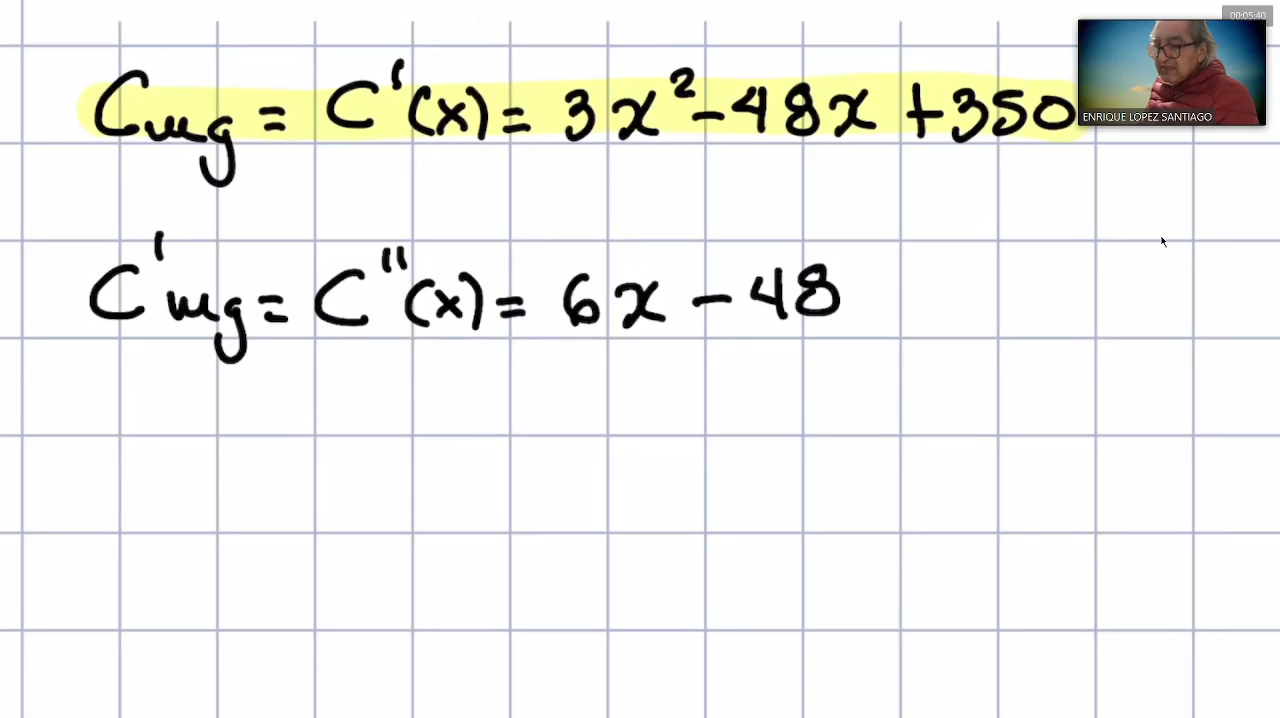 00:05:40
Cmg = C'(x) = 3x² - 48x + 350
ENRIQUE LOPEZ SANTIAGO
C'mg = C''(x) = 6x - 48